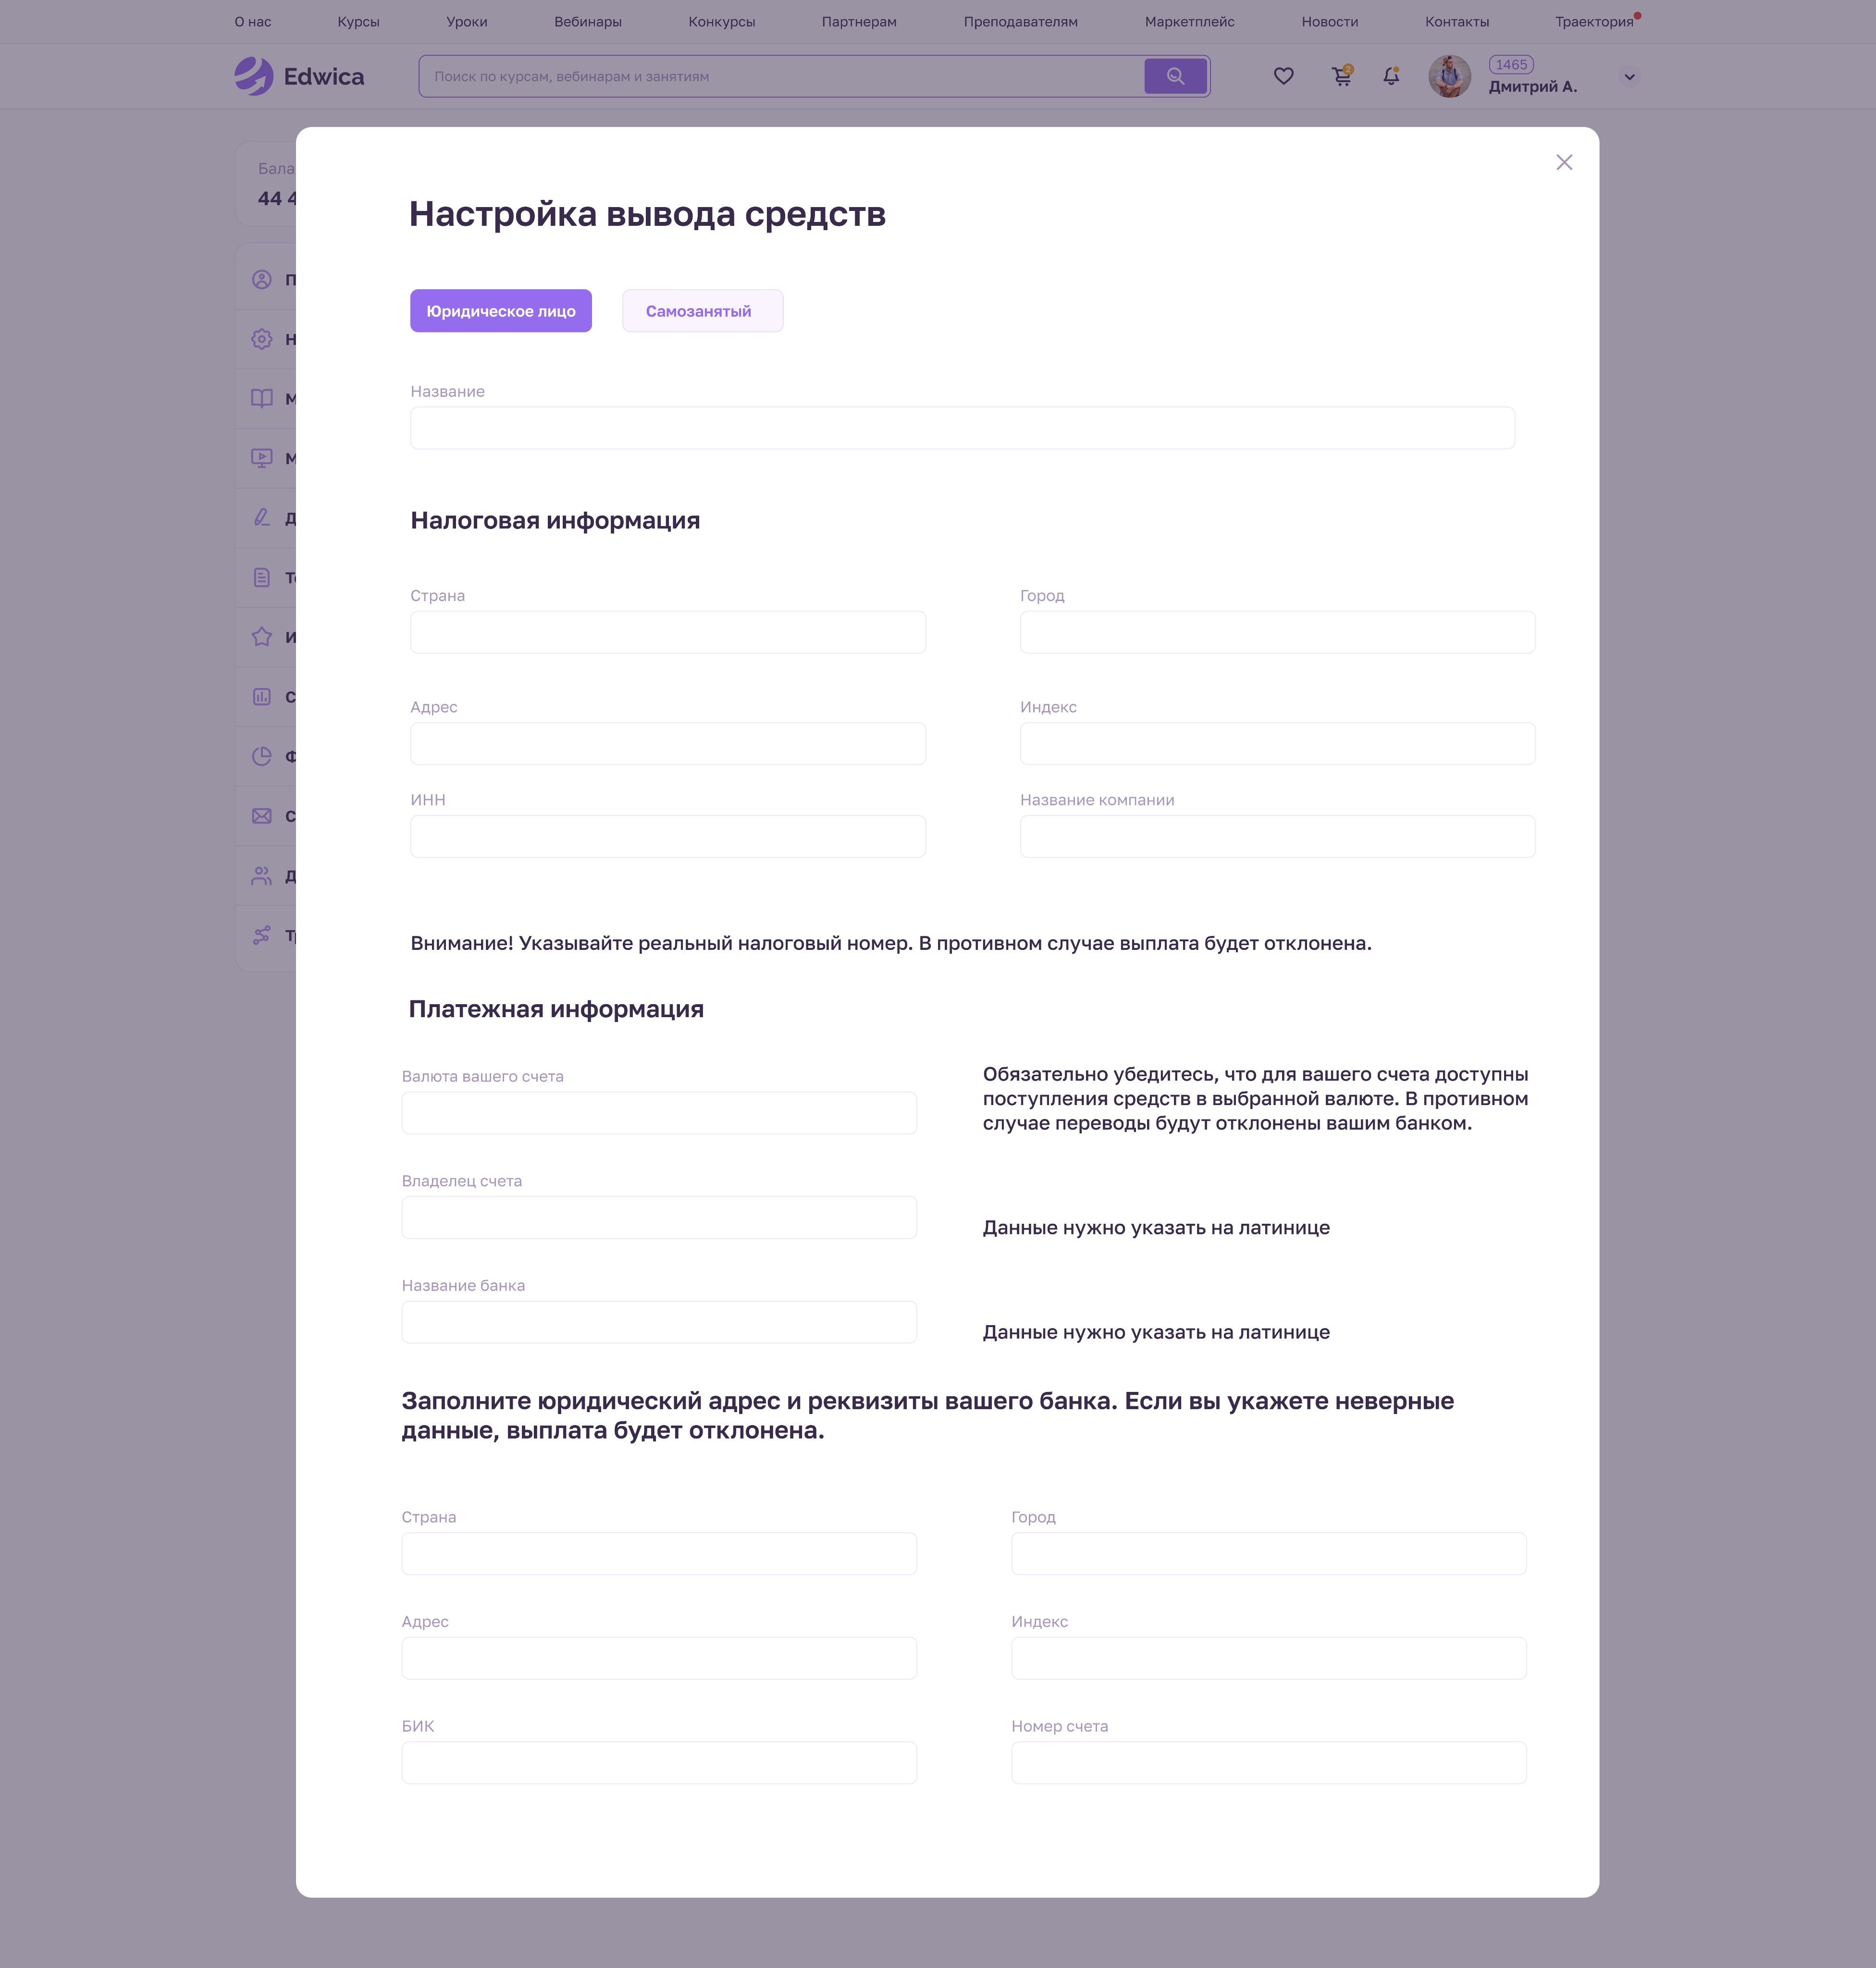 О нас
Курсы
Уроки
Вебинары
Конкурсы
Партнерам
Преподавателям
Маркетплейс
Новости
Контакты
Траектория
Edwica
Поиск по курсам, вебинарам и занятиям
2
1465
Дмитрий А.
44 4
Настройка вывода средств
Юридическое лицо
Самозанятый
Название
Налоговая информация
Страна
Город
Адрес
Индекс
ИНН
Название компании
Внимание! Указывайте реальный налоговый номер. В противном случае выплата будет отклонена.
Платежная информация
Валюта вашего счета
Обязательно убедитесь, что для вашего счета доступны
поступления средств в выбранной валюте. В противном
случае переводы будут отклонены вашим банком.
Владелец счета
Данные нужно указать на латинице
Название банка
Данные нужно указать на латинице
Заполните юридический адрес и реквизиты вашего банка. Если вы укажете неверные
данные, выплата будет отклонена.
Страна
Город
Адрес
Индекс
БИК
Номер счета